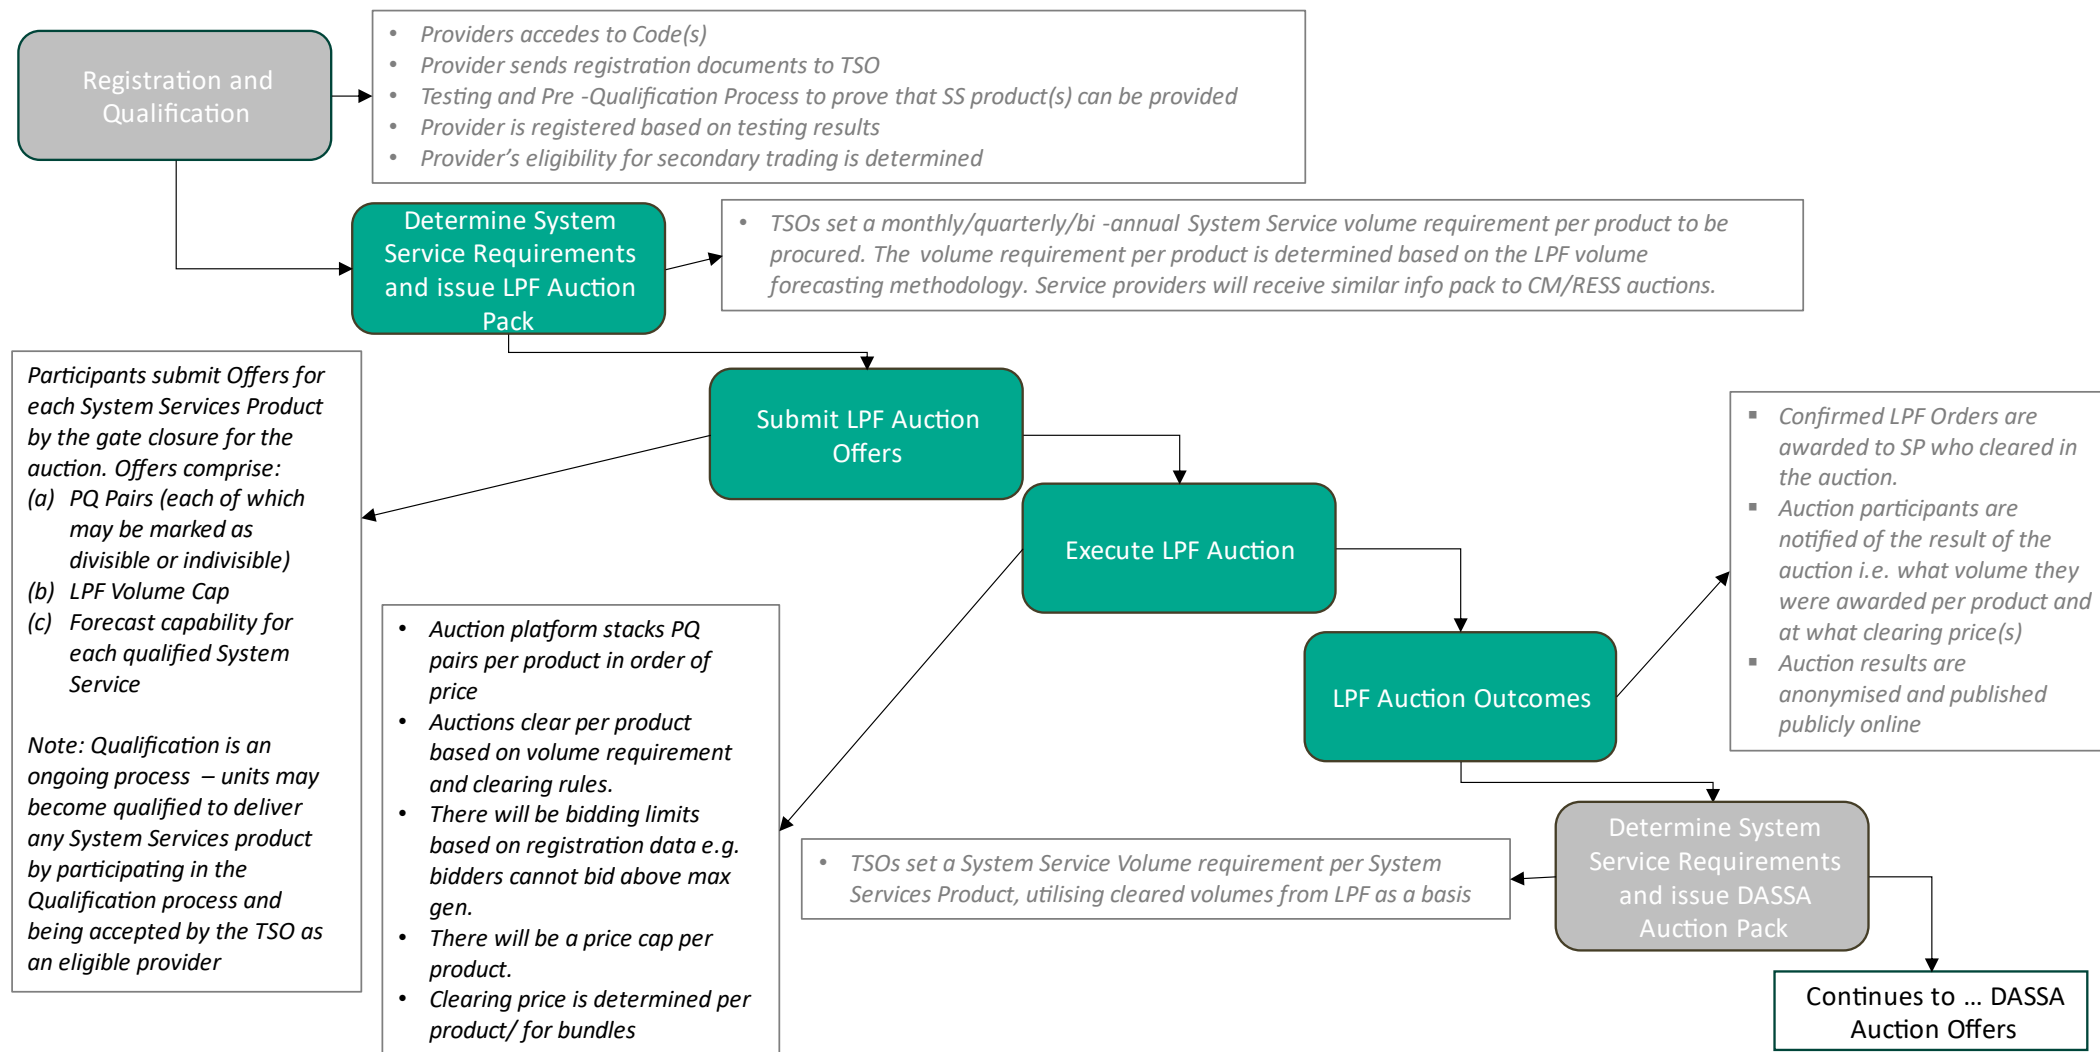 Registration and
Qualification
• Providers accedes to Code(s)
• Provider sends registration documents to TSO
• Testing and Pre -Qualification Process to prove that SS product(s) can be provided
• Provider is registered based on testing results
• Provider's eligibility for secondary trading is determined
Determine System
Service Requirements
and issue LPF Auction
Pack
• TSOs set a monthly/quarterly/bi -annual System Service volume requirement per product to be
procured. The volume requirement per product is determined based on the LPF volume
forecasting methodology. Service providers will receive similar info pack to CM/RESS auctions.
Participants submit Offers for
each System Services Product
by the gate closure for the
auction. Offers comprise:
(a) PQ Pairs (each of which
may be marked as
divisible or indivisible)
(b) LPF Volume Cap
(c) Forecast capability for
each qualified System
Service
Note: Qualification is an
ongoing process – units may
become qualified to deliver
any System Services product
by participating in the
Qualification process and
being accepted by the TSO as
an eligible provider
Submit LPF Auction
Offers
Execute LPF Auction
• Auction platform stacks PQ
pairs per product in order of
price
• Auctions clear per product
based on volume requirement
and clearing rules.
• There will be bidding limits
based on registration data e.g.
bidders cannot bid above max
gen.
• There will be a price cap per
product.
• Clearing price is determined per
product/ for bundles
LPF Auction Outcomes
▪ Confirmed LPF Orders are
awarded to SP who cleared in
the auction.
▪ Auction participants are
notified of the result of the
auction i.e. what volume they
were awarded per product and
at what clearing price(s)
▪ Auction results are
anonymised and published
publicly online
• TSOs set a System Service Volume requirement per System
Services Product, utilising cleared volumes from LPF as a basis
Determine System
Service Requirements
and issue DASSA
Auction Pack
Continues to ... DASSA
Auction Offers